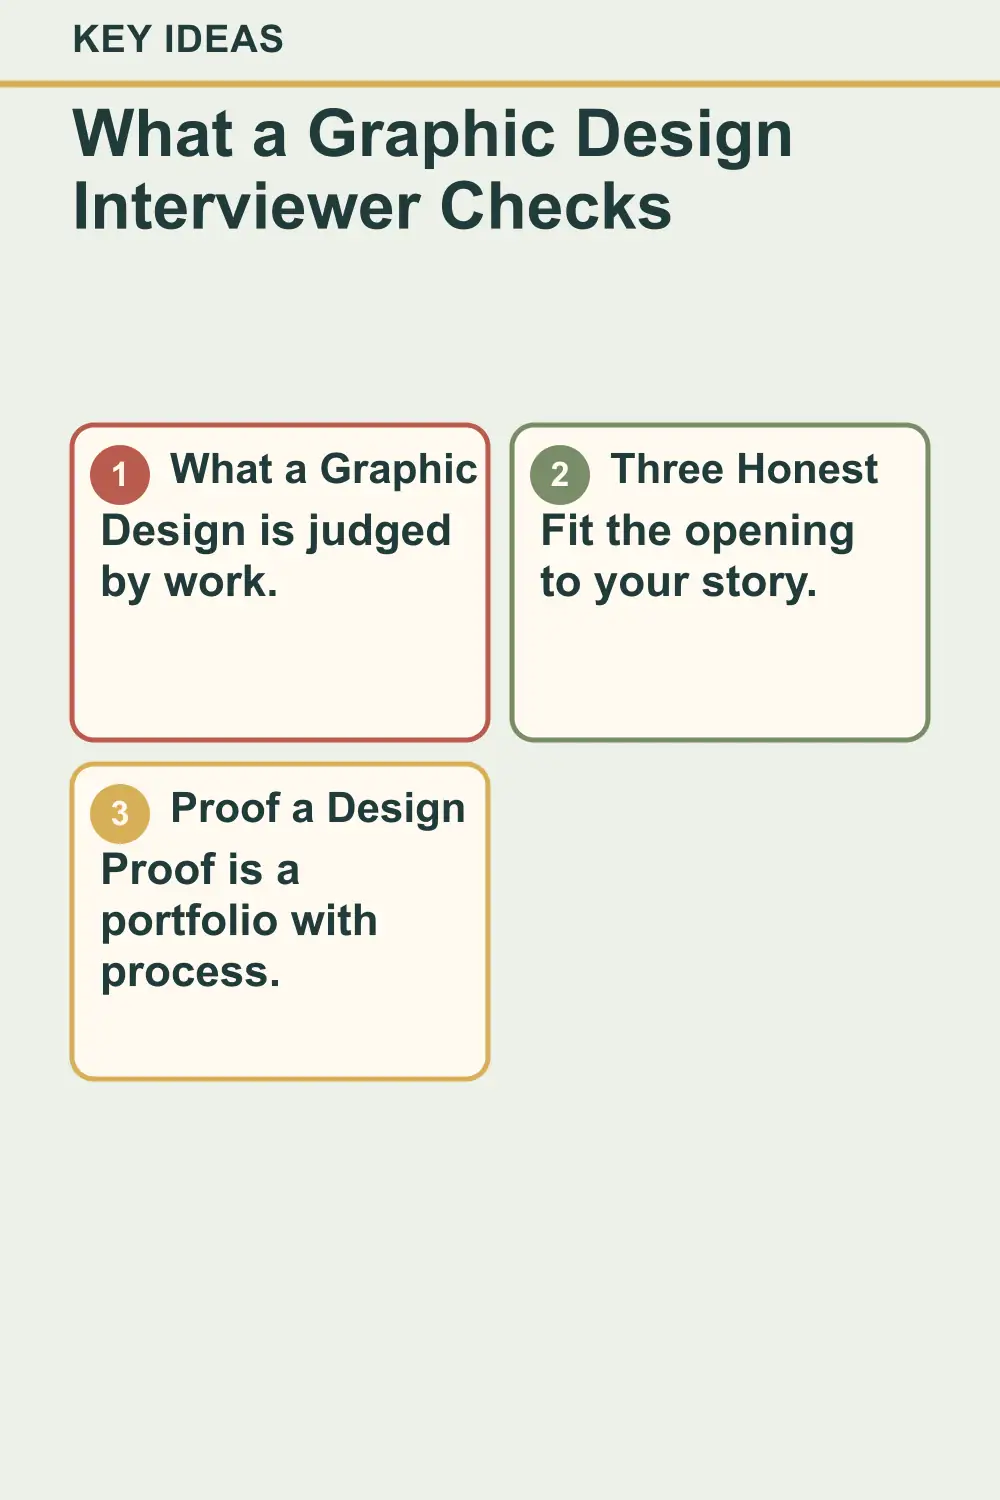 KEY IDEAS
What a Graphic Design
Interviewer Checks
1 What a Graphic
Design is judged
by work.
2 Three Honest
Fit the opening
to your story.
3 Proof a Design
Proof is a
portfolio with
process.